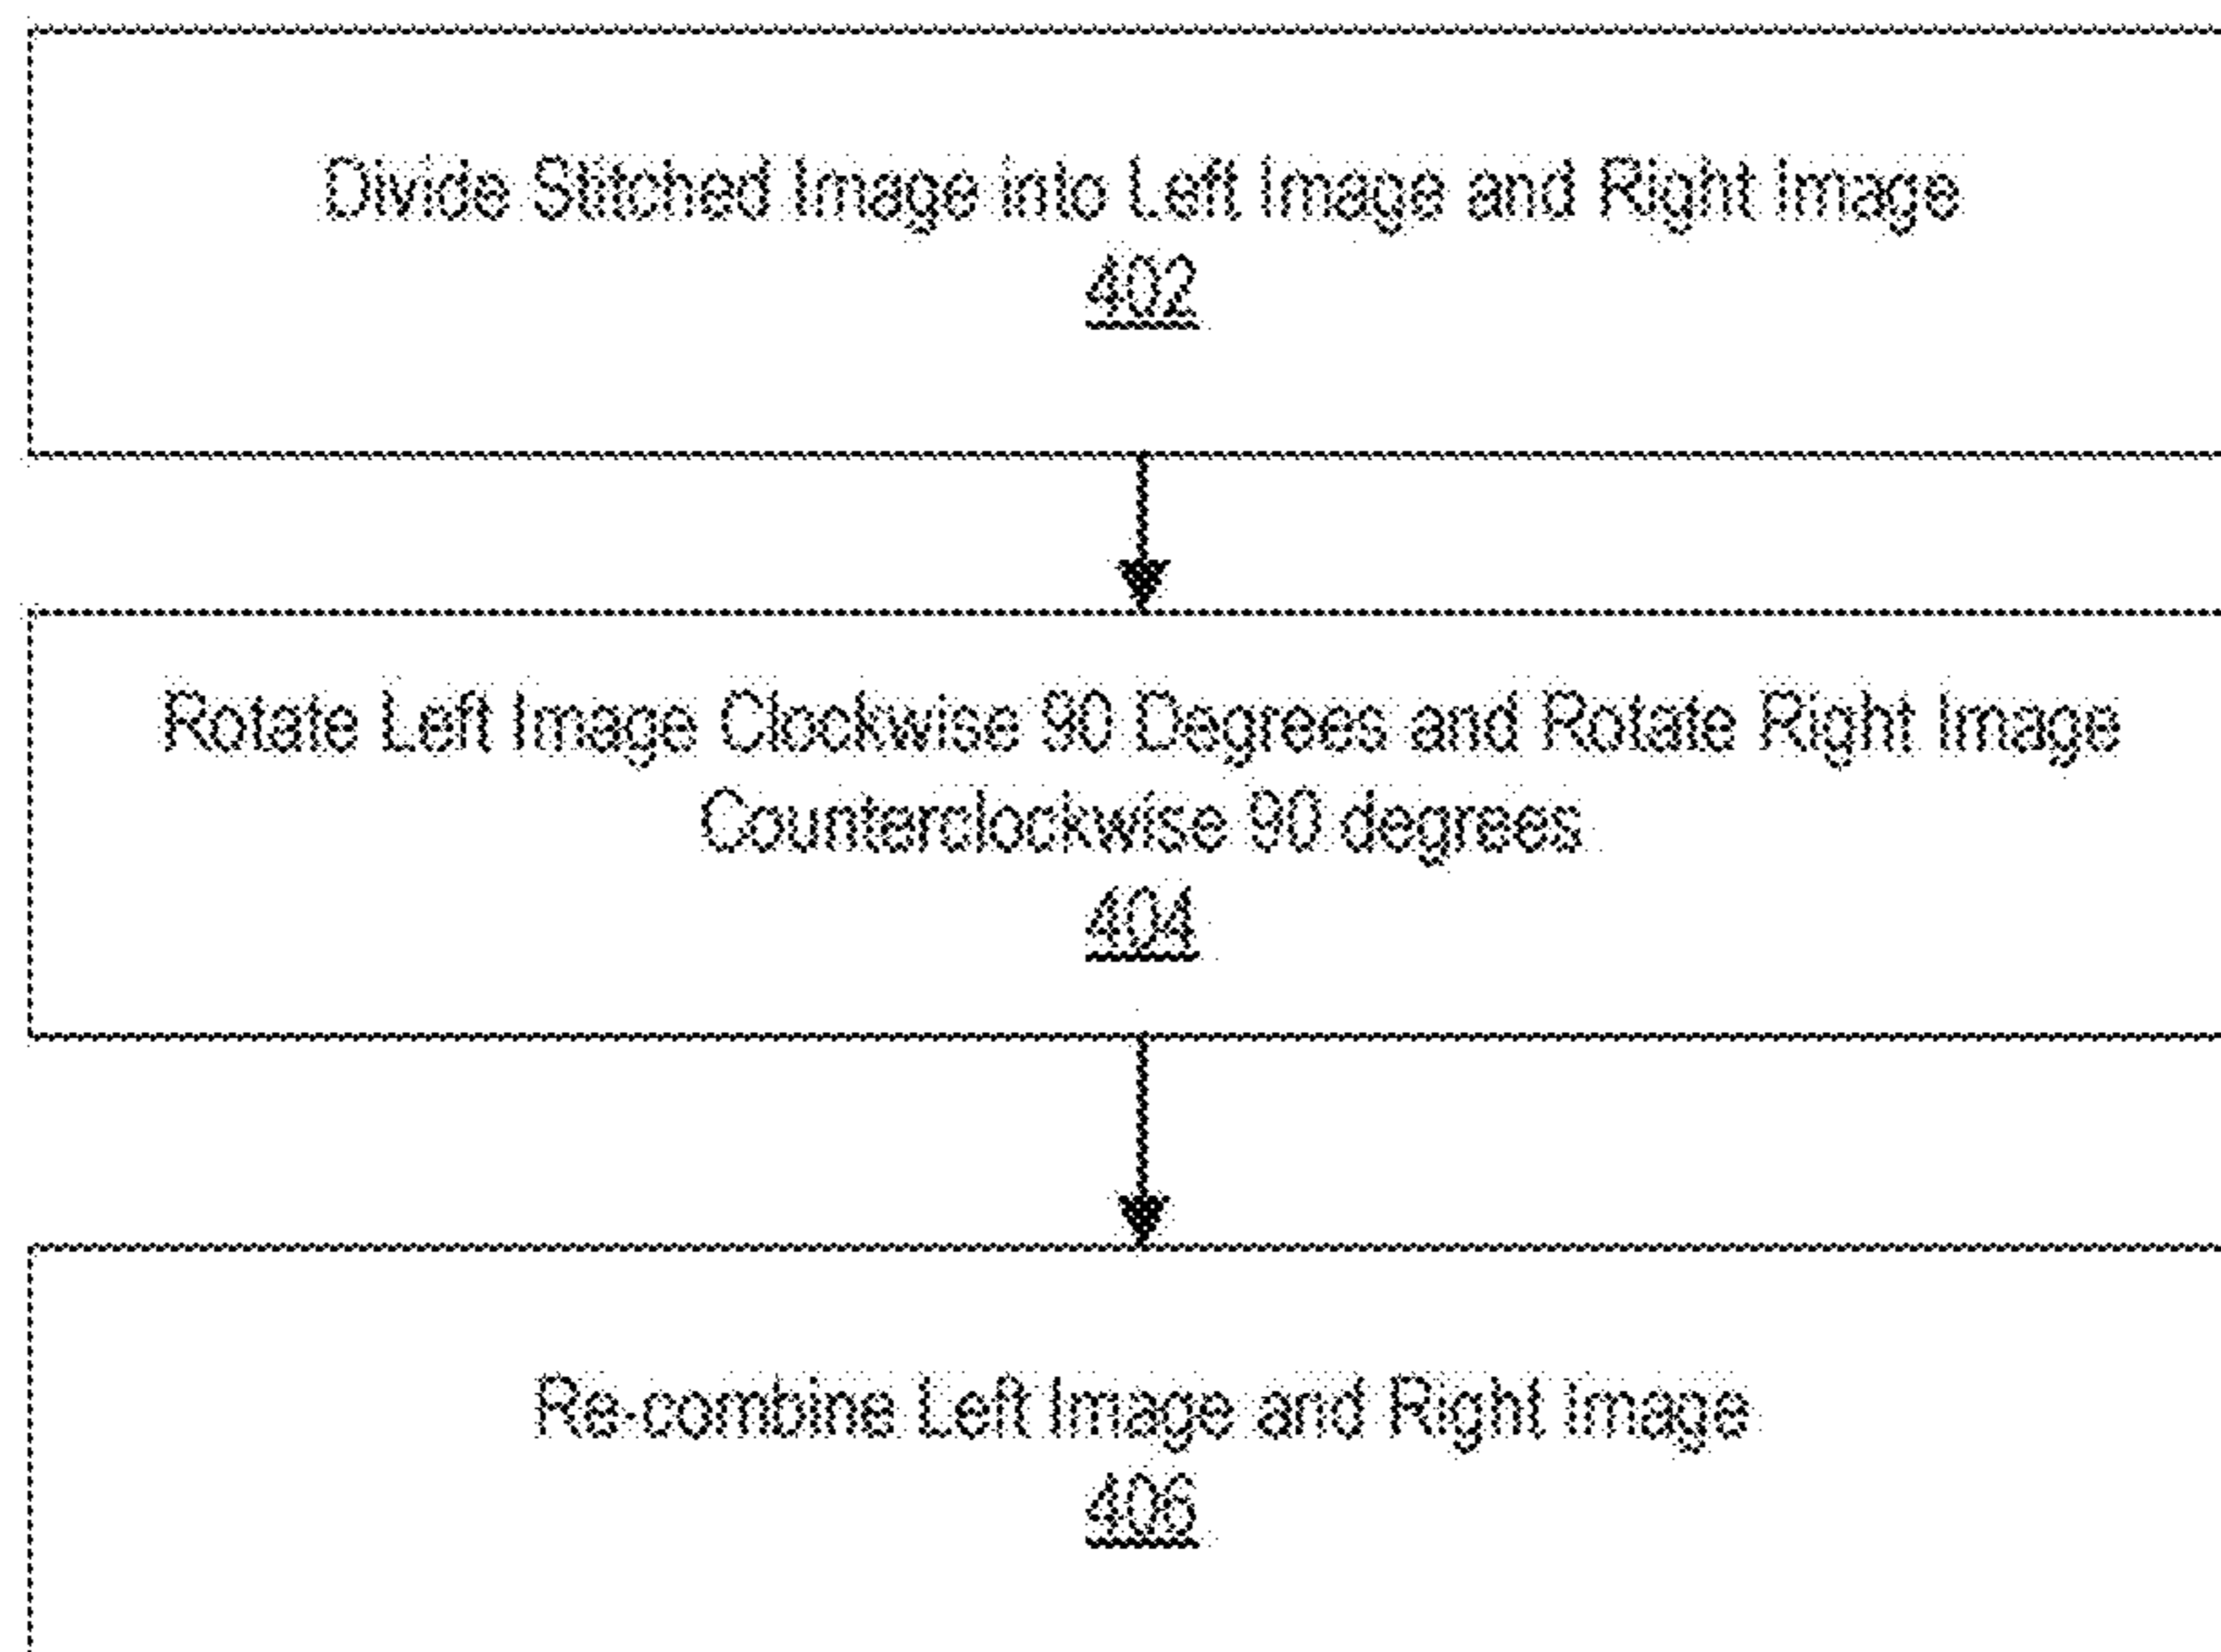 Divide Stitched Image into Left Image and Right Image
402
Rotate Left Image Clockwise 90 Degrees and Rotate Right Image
Counterclockwise 90 degrees
404
Re-combine Left Image and Right Image
406